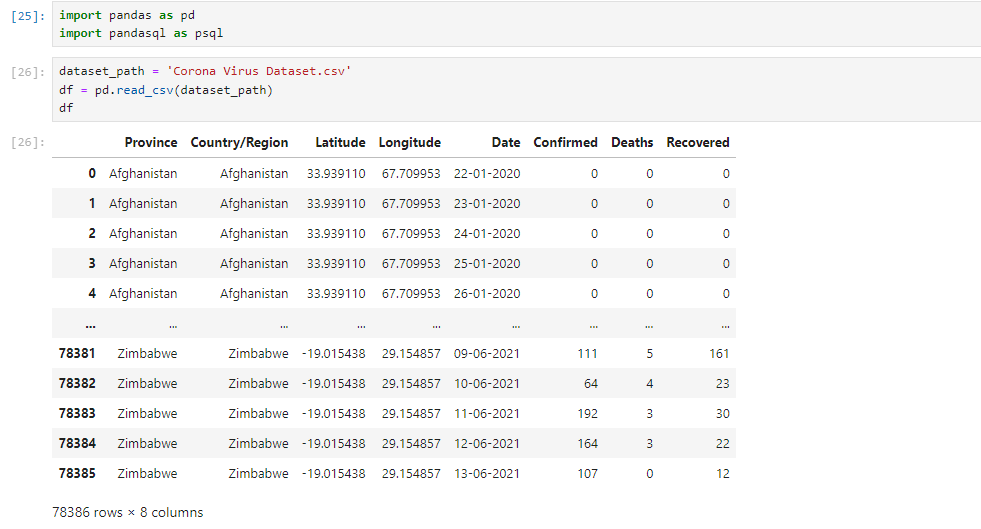 [25]: import pandas as pd
import pandasql as psql
[26]: dataset_path = 'Corona Virus Dataset.csv'
df = pd.read_csv(dataset_path)
df
[26]: Province Country/Region Latitude Longitude Date Confirmed Deaths Recovered
0 Afghanistan Afghanistan 33.939110 67.709953 22-01-2020 0 0 0
1 Afghanistan Afghanistan 33.939110 67.709953 23-01-2020 0 0 0
2 Afghanistan Afghanistan 33.939110 67.709953 24-01-2020 0 0 0
3 Afghanistan Afghanistan 33.939110 67.709953 25-01-2020 0 0 0
4 Afghanistan Afghanistan 33.939110 67.709953 26-01-2020 0 0 0
... ... ... ... ... ... ... ... ...
78381 Zimbabwe Zimbabwe -19.015438 29.154857 09-06-2021 111 5 161
78382 Zimbabwe Zimbabwe -19.015438 29.154857 10-06-2021 64 4 23
78383 Zimbabwe Zimbabwe -19.015438 29.154857 11-06-2021 192 3 30
78384 Zimbabwe Zimbabwe -19.015438 29.154857 12-06-2021 164 3 22
78385 Zimbabwe Zimbabwe -19.015438 29.154857 13-06-2021 107 0 12
78386 rows × 8 columns